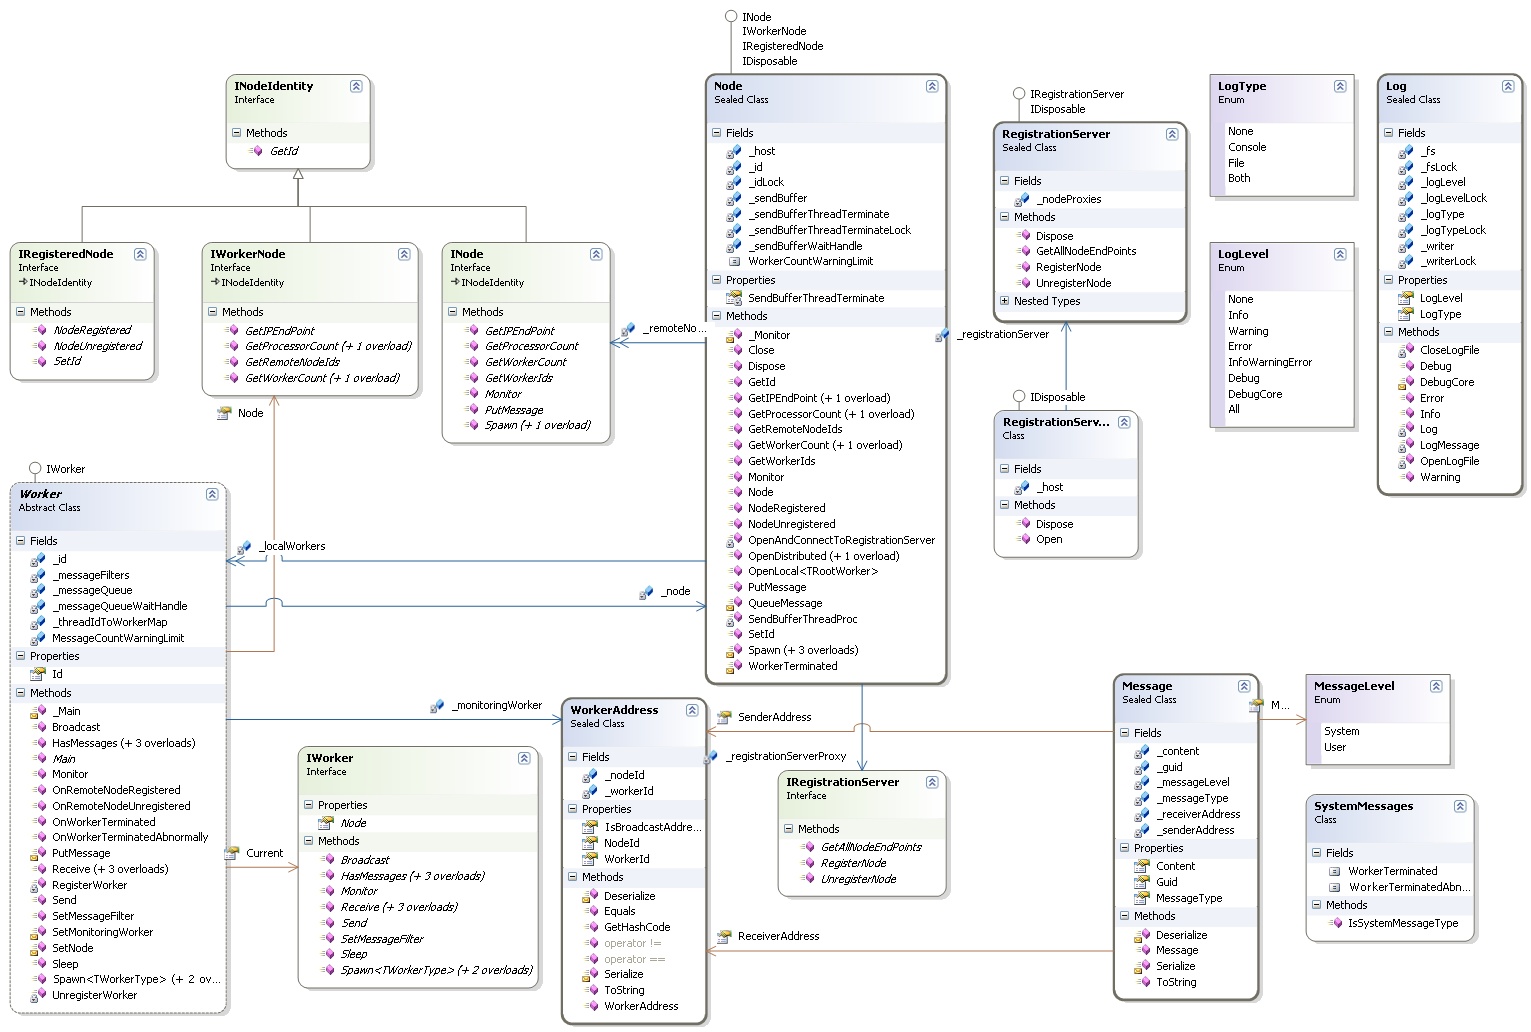 INode
IWorkerNode
IRegisteredNode
IDisposable
INodeIdentity
Interface
Methods
GetId
IRegisteredNode
Interface
INodeIdentity
Methods
NodeRegistered
NodeUnregistered
SetId
IWorkerNode
Interface
INodeIdentity
Methods
GetIPEndPoint
GetProcessorCount (+ 1 overload)
GetRemoteNodeIds
GetWorkerCount (+ 1 overload)
INode
Interface
INodeIdentity
Methods
GetIPEndPoint
GetProcessorCount
GetWorkerCount
GetWorkerIds
Monitor
PutMessage
Spawn (+ 1 overload)
_remoteNo...
Node
Node
Sealed Class
Fields
_host
_id
_idLock
_sendBuffer
_sendBufferThreadTerminate
_sendBufferThreadTerminateLock
_sendBufferWaitHandle
WorkerCountWarningLimit
Properties
SendBufferThreadTerminate
Methods
_Monitor
Close
Dispose
GetId
GetIPEndPoint (+ 1 overload)
GetProcessorCount (+ 1 overload)
GetRemoteNodeIds
GetWorkerCount (+ 1 overload)
GetWorkerIds
Monitor
Node
NodeRegistered
NodeUnregistered
OpenAndConnectToRegistrationServer
OpenDistributed (+ 1 overload)
OpenLocal<TRootWorker>
PutMessage
QueueMessage
SendBufferThreadProc
SetId
Spawn (+ 3 overloads)
WorkerTerminated
IRegistrationServer
IDisposable
RegistrationServer
Sealed Class
Fields
_nodeProxies
Methods
Dispose
GetAllNodeEndPoints
RegisterNode
UnregisterNode
Nested Types
_registrationServer
IDisposable
RegistrationServ...
Class
Fields
_host
Methods
Dispose
Open
LogType
Enum
None
Console
File
Both
LogLevel
Enum
None
Info
Warning
Error
InfoWarningError
Debug
DebugCore
All
Log
Sealed Class
Fields
_fs
_fsLock
_logLevel
_logLevelLock
_logType
_logTypeLock
_writer
_writerLock
Properties
LogLevel
LogType
Methods
CloseLogFile
Debug
DebugCore
Error
Info
Log
LogMessage
OpenLogFile
Warning
IWorker
Worker
Abstract Class
Fields
_id
_messageFilters
_messageQueue
_messageQueueWaitHandle
_threadIdToWorkerMap
MessageCountWarningLimit
Properties
Id
Methods
_Main
Broadcast
HasMessages (+ 3 overloads)
Main
Monitor
OnRemoteNodeRegistered
OnRemoteNodeUnregistered
OnWorkerTerminated
OnWorkerTerminatedAbnormally
PutMessage
Receive (+ 3 overloads)
RegisterWorker
Send
SetMessageFilter
SetMonitoringWorker
SetNode
Sleep
Spawn<TWorkerType> (+ 2 ov...
UnregisterWorker
_localWorkers
_node
_monitoringWorker
Current
IWorker
Interface
Properties
Node
Methods
Broadcast
HasMessages (+ 3 overloads)
Monitor
Receive (+ 3 overloads)
Send
SetMessageFilter
Sleep
Spawn<TWorkerType> (+ 2 overloads)
WorkerAddress
Sealed Class
Fields
_nodeId
_workerId
Properties
IsBroadcastAddre...
NodeId
WorkerId
Methods
Deserialize
Equals
GetHashCode
operator !=
operator ==
Serialize
ToString
WorkerAddress
SenderAddress
_registrationServerProxy
IRegistrationServer
Interface
Methods
GetAllNodeEndPoints
RegisterNode
UnregisterNode
ReceiverAddress
Message
Sealed Class
Fields
_content
_guid
_messageLevel
_messageType
_receiverAddress
_senderAddress
Properties
Content
Guid
MessageType
Methods
Deserialize
Message
Serialize
ToString
M...
MessageLevel
Enum
System
User
SystemMessages
Class
Fields
WorkerTerminated
WorkerTerminatedAbn...
Methods
IsSystemMessageType